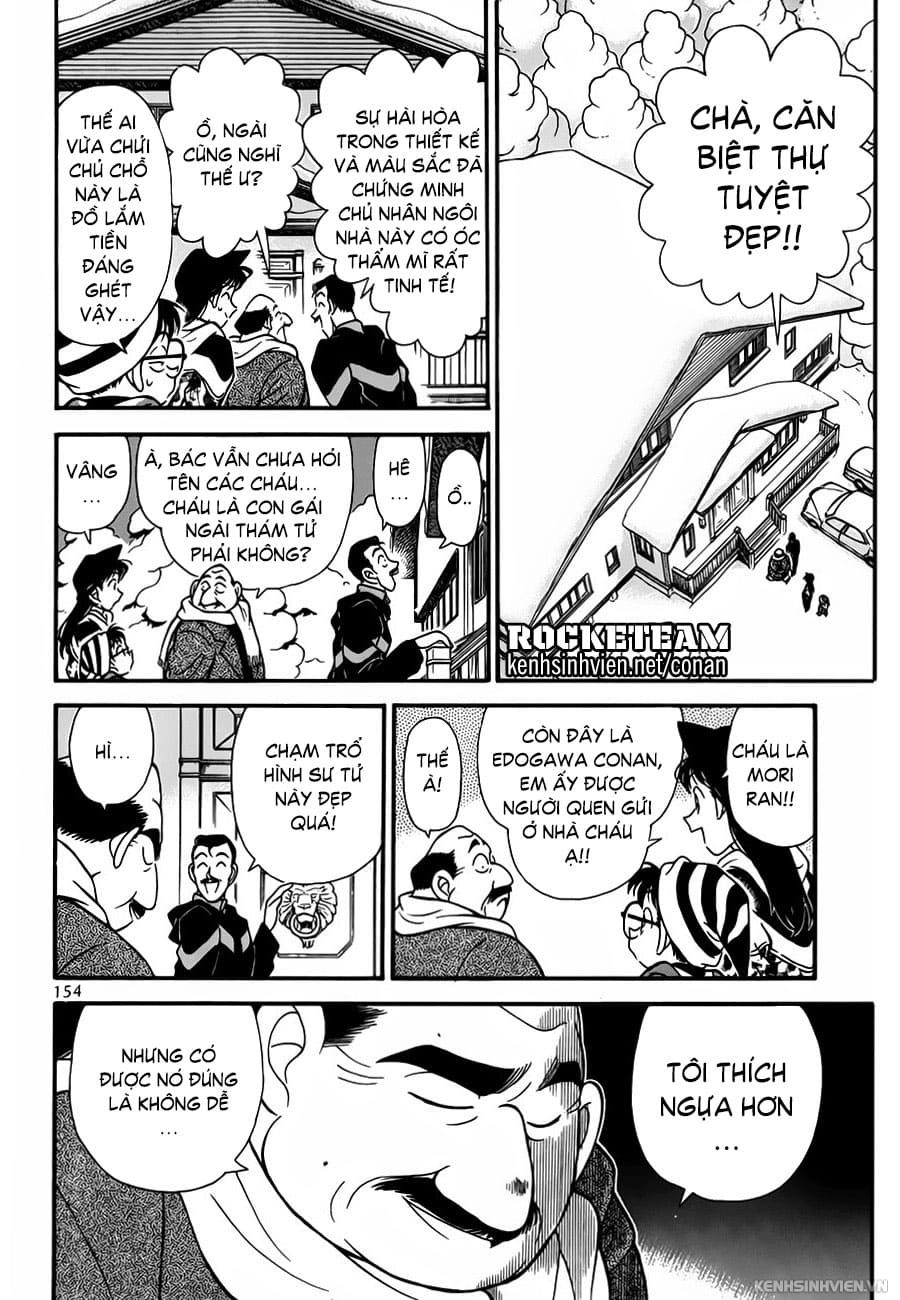 CHÀ, CĂN
BIỆT THỰ
TUYỆT
ĐẸP!!
SỰ HÀI HÒA
TRONG THIẾT KẾ
VÀ MÀU SẮC ĐÃ
CHỨNG MINH
CHỦ NHÂN NGÔI
NHÀ NÀY CÓ ÓC
THẨM MĨ RẤT
TINH TẾ!
Ồ, NGÀI
CŨNG NGHĨ
THẾ Ư?
THẾ AI
VỪA CHỬI
CHỦ CHỖ
NÀY LÀ
ĐỒ LẮM
TIỀN
ĐÁNG
GHÉT
VẬY...
ROCKETEAM
kenhsinhvien.net/conan
Ồ..
HÊ
...
À, BÁC VẪN CHƯA HỎI
TÊN CÁC CHÁU...
CHÁU LÀ CON GÁI
NGÀI THÁM TỬ
PHẢI KHÔNG?
VÂNG
...
CHÁU LÀ
MORI
RAN!!
CÒN ĐÂY LÀ
EDOGAWA CONAN,
EM ẤY ĐƯỢC
NGƯỜI QUEN GỬI
Ở NHÀ CHÁU
Ạ!!
THẾ
À!
CHẠM TRỔ
HÌNH SƯ TỬ
NÀY ĐẸP
QUÁ!
HÌ...
154
TÔI THÍCH
NGỰA HƠN
...
NHƯNG CÓ
ĐƯỢC NÓ ĐÚNG
LÀ KHÔNG DỄ
...
KENHSINHVIEN.VN